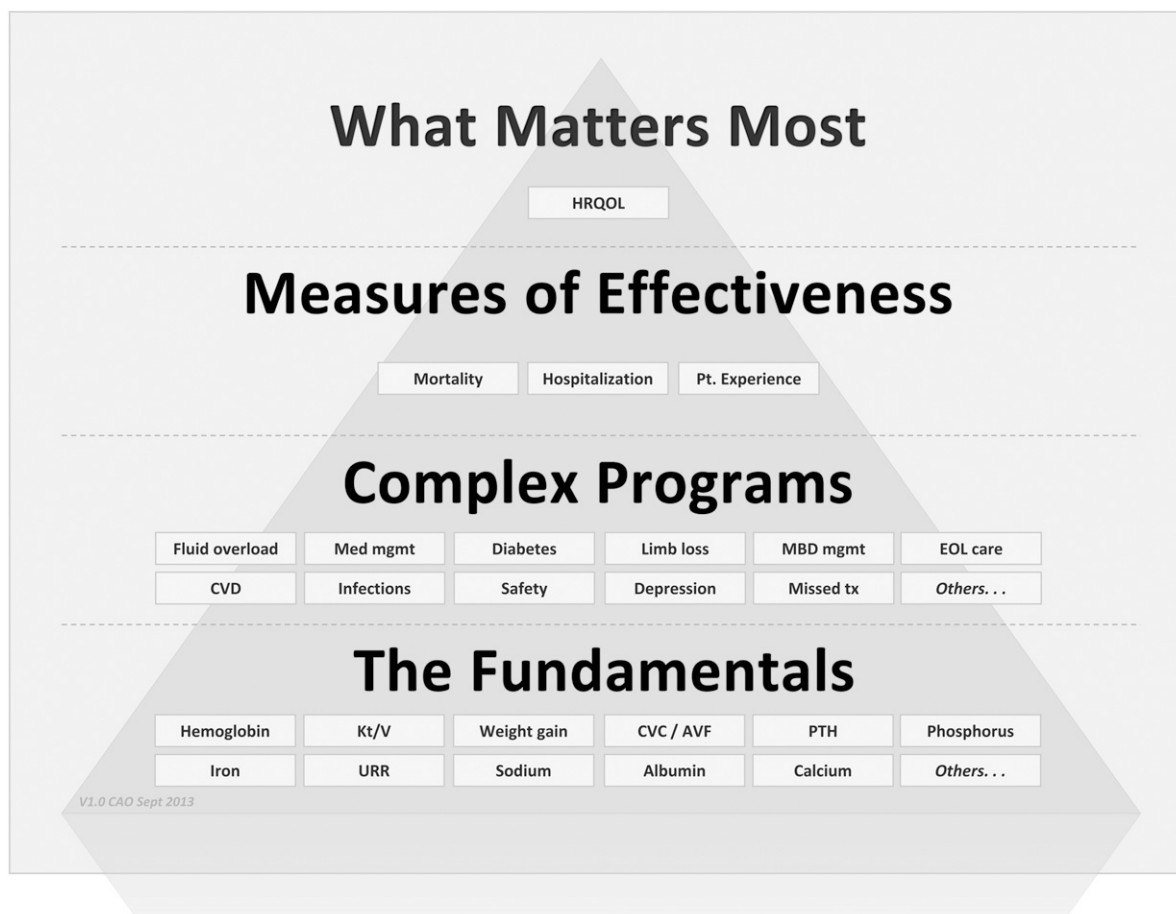 What Matters Most
HRQOL
Measures of Effectiveness
Mortality Hospitalization Pt. Experience
Complex Programs
Fluid overload Med mgmt Diabetes Limb loss MBD mgmt EOL care
CVD Infections Safety Depression Missed tx Others. . .
The Fundamentals
Hemoglobin Kt/V Weight gain CVC / AVF PTH Phosphorus
Iron URR Sodium Albumin Calcium Others. . .
V1.0 CAO Sept 2013